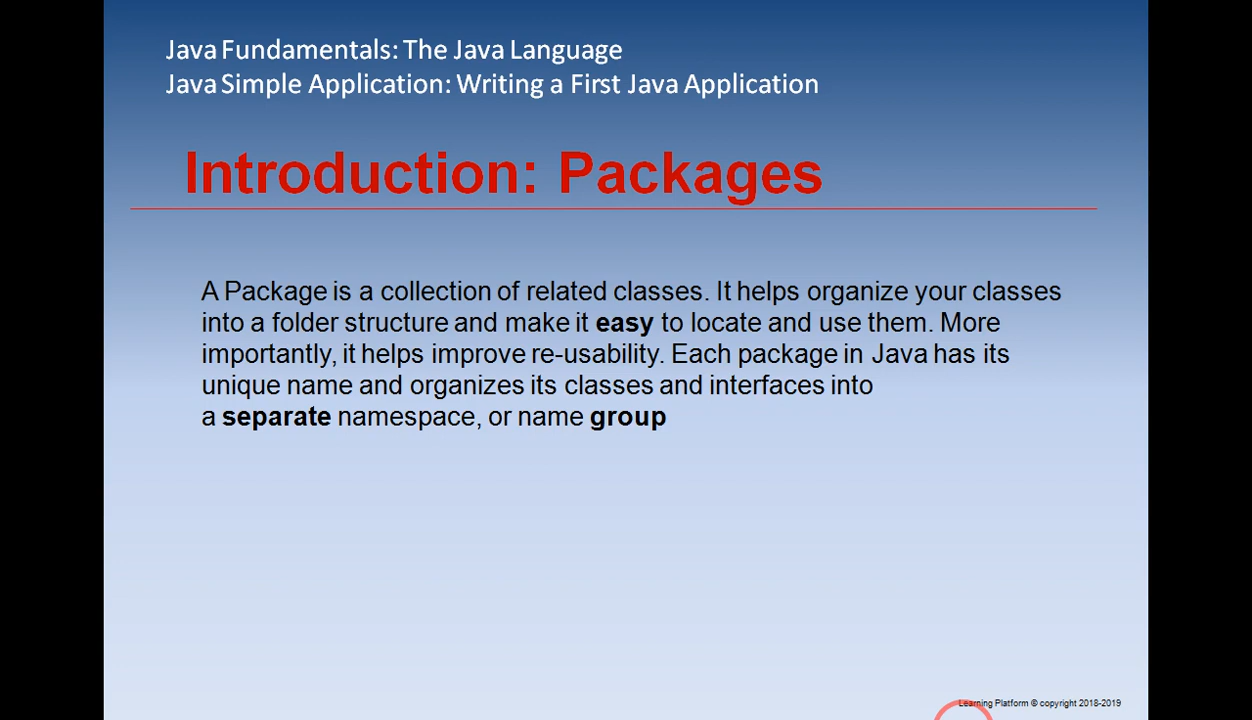 Java Fundamentals: The Java Language
Java Simple Application: Writing a First Java Application
Introduction: Packages
A Package is a collection of related classes. It helps organize your classes
into a folder structure and make it easy to locate and use them. More
importantly, it helps improve re-usability. Each package in Java has its
unique name and organizes its classes and interfaces into
a separate namespace, or name group
Learning Platform © copyright 2018-2019